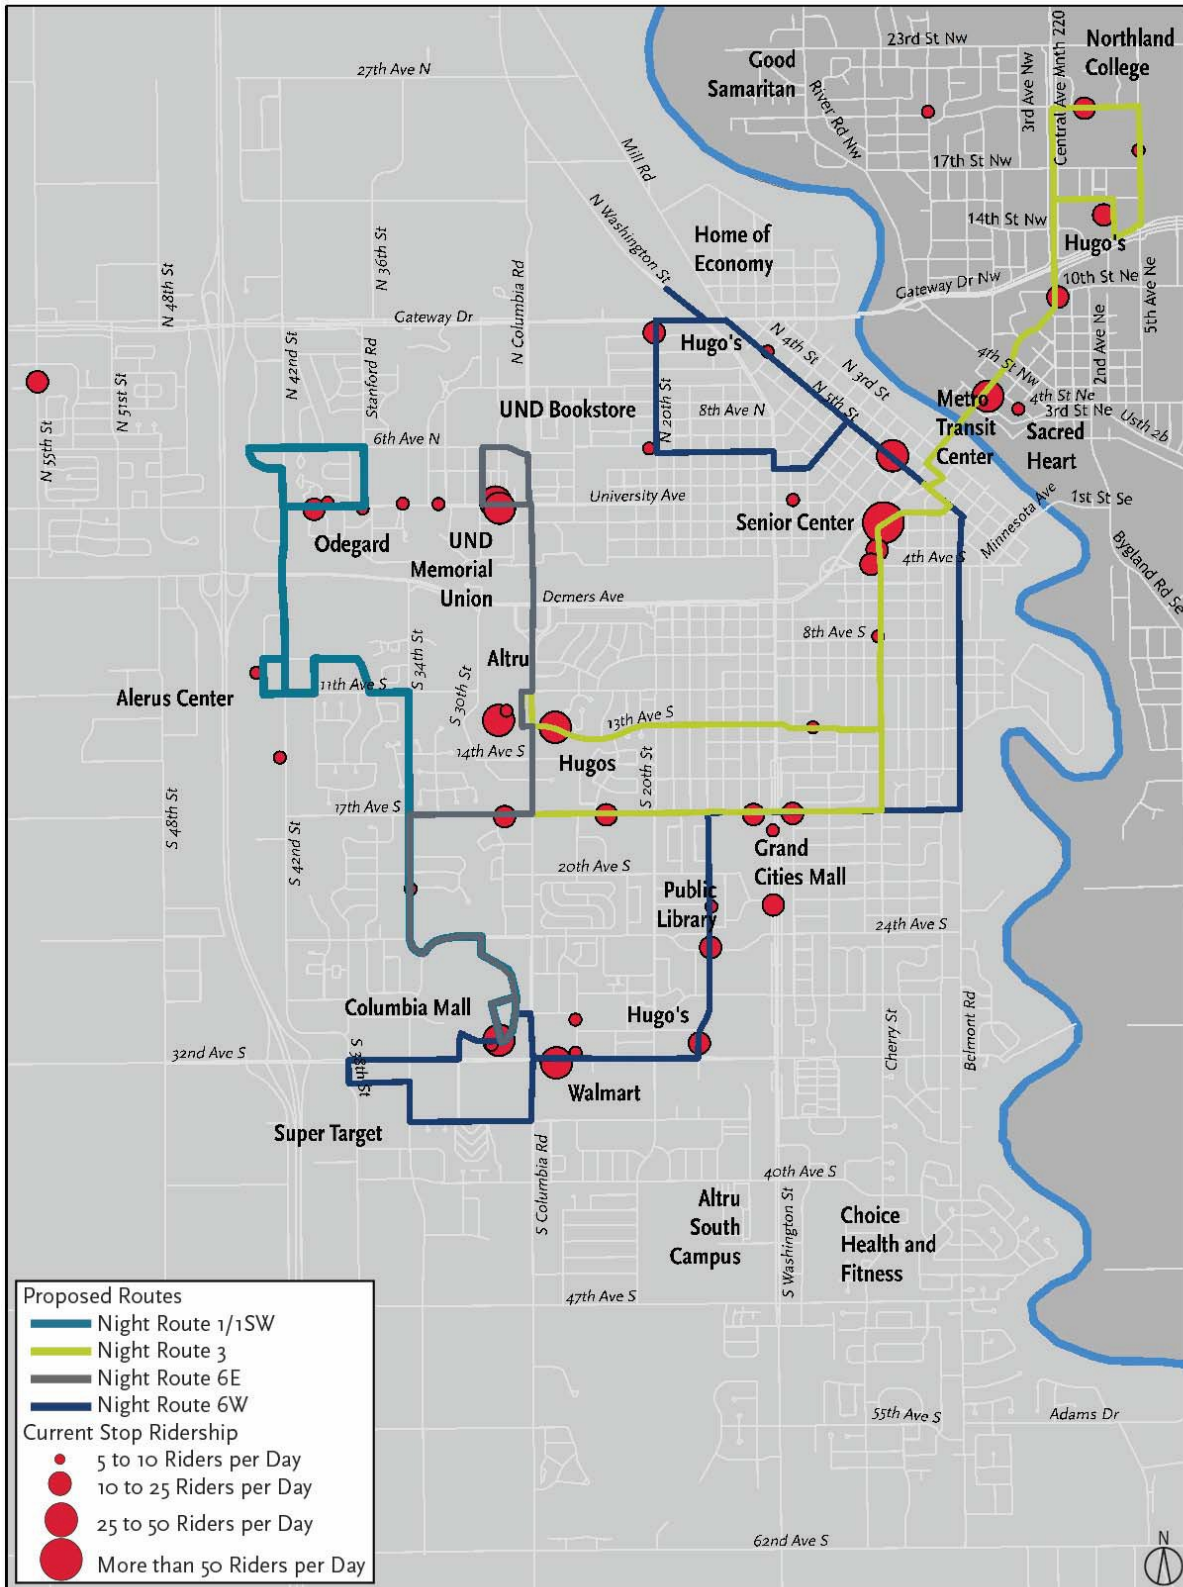 23rd St Nw
Northland
College
Good
Samaritan
27th Ave N
3rd Ave Nw
Central Ave Mnth 220
River Rd Nw
Mill Rd
17th St Nw
14th St Nw
N Washington St
Home of
Economy
Hugo's
N 36th St
N 48th St
N Columbia Rd
Gateway Dr Nw
10th St Ne
5th Ave Ne
2nd Ave Ne
Gateway Dr
Hugo's
N 4th St
N 3rd St
N 42nd St
Stanford Rd
N 51st St
4th St Nw
4th St Ne
3rd St Ne
Usth 2b
UND Bookstore
8th Ave N
N 5th St
N 20th St
Metro
Transit
Center
Sacred
Heart
6th Ave N
N 55th St
University Ave
Senior Center
1st St Se
Minnesota Ave
Bygland Rd Se
Odegard
UND
Memorial
Union
4th Ave S
Demers Ave
8th Ave S
S 34th St
Altru
S 30th St
Alerus Center
11th Ave S
13th Ave S
14th Ave S
Hugos
S 20th St
17th Ave S
S 48th St
S 42nd St
Grand
Cities Mall
20th Ave S
Public
Library
24th Ave S
Columbia Mall
Hugo's
S 38th St
32nd Ave S
Cherry St
Belmont Rd
Walmart
Super Target
S Columbia Rd
40th Ave S
Altru
South
Campus
S Washington St
Choice
Health and
Fitness
47th Ave S
55th Ave S
Adams Dr
62nd Ave S
N
Proposed Routes
Night Route 1/1SW
Night Route 3
Night Route 6E
Night Route 6W
Current Stop Ridership
5 to 10 Riders per Day
10 to 25 Riders per Day
25 to 50 Riders per Day
More than 50 Riders per Day